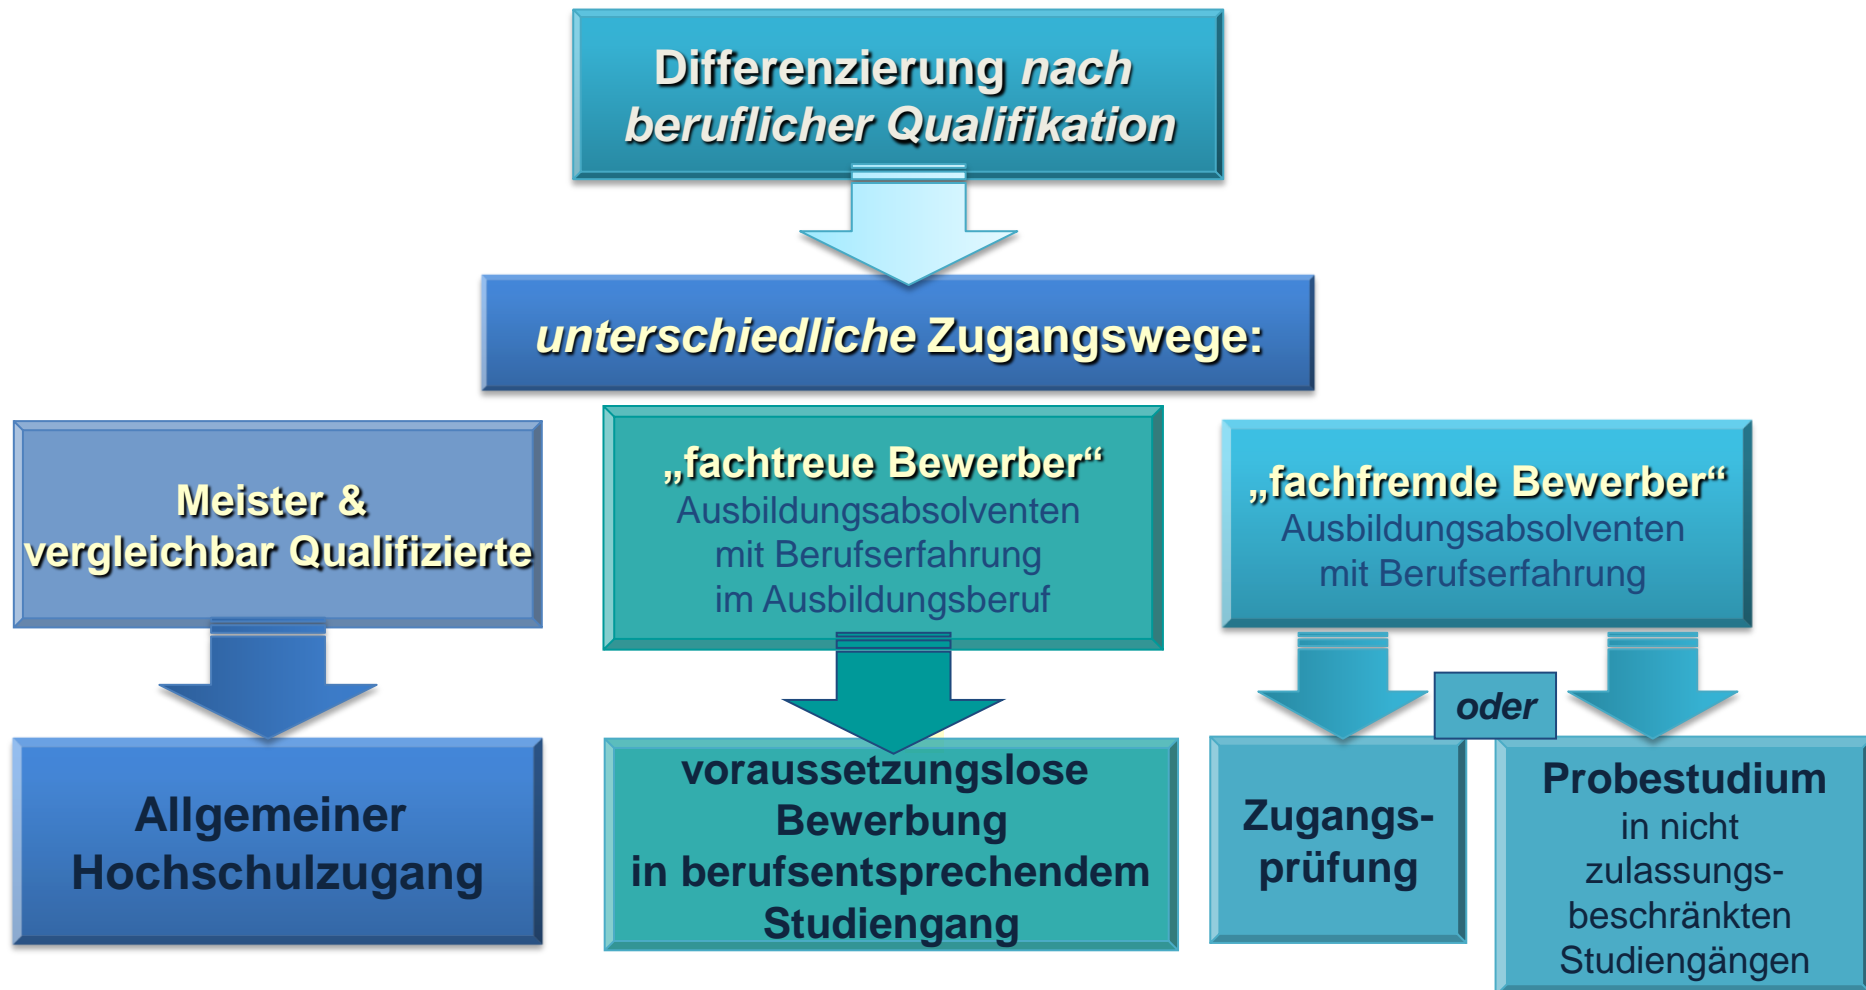 Differenzierung nach
beruflicher Qualifikation
unterschiedliche Zugangswege:
Meister &
vergleichbar Qualifizierte
„fachtreue Bewerber“
Ausbildungsabsolventen
mit Berufserfahrung
im Ausbildungsberuf
„fachfremde Bewerber“
Ausbildungsabsolventen
mit Berufserfahrung
oder
Allgemeiner
Hochschulzugang
voraussetzungslose
Bewerbung
in berufsentsprechendem
Studiengang
Zugangs-
prüfung
Probestudium
in nicht
zulassungs-
beschränkten
Studiengängen